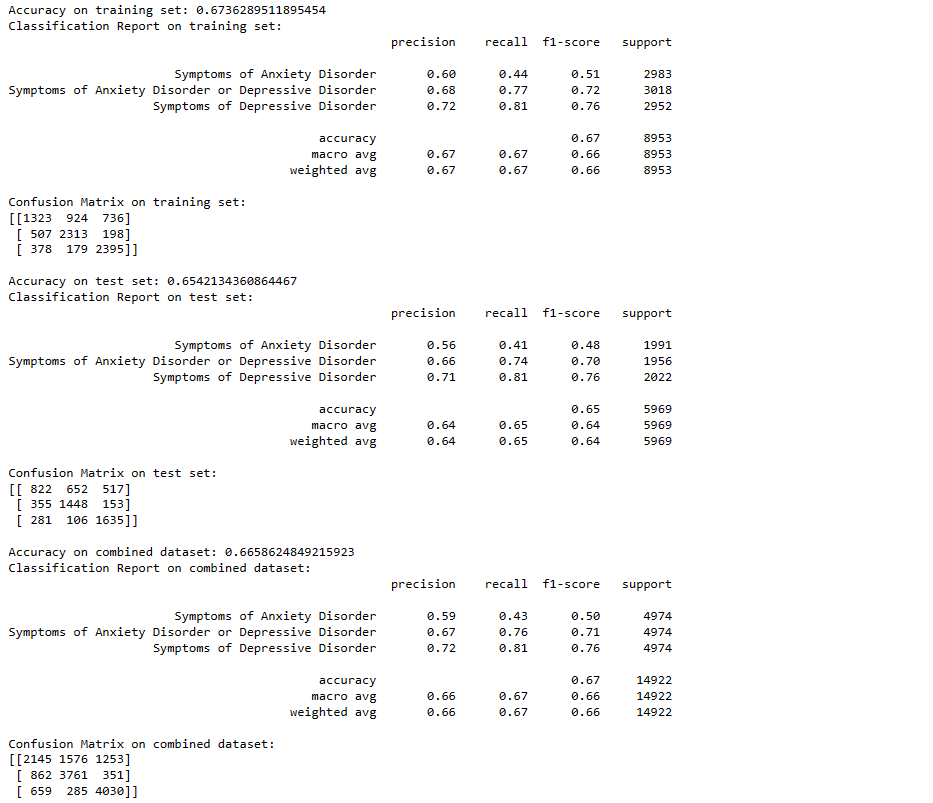 Accuracy on training set: 0.6736289511895454
Classification Report on training set:
precision recall f1-score support
Symptoms of Anxiety Disorder 0.60 0.44 0.51 2983
Symptoms of Anxiety Disorder or Depressive Disorder 0.68 0.77 0.72 3018
Symptoms of Depressive Disorder 0.72 0.81 0.76 2952
accuracy 0.67 8953
macro avg 0.67 0.67 0.66 8953
weighted avg 0.67 0.67 0.66 8953
Confusion Matrix on training set:
[[1323 924 736]
[ 507 2313 198]
[ 378 179 2395]]
Accuracy on test set: 0.6542134360864467
Classification Report on test set:
precision recall f1-score support
Symptoms of Anxiety Disorder 0.56 0.41 0.48 1991
Symptoms of Anxiety Disorder or Depressive Disorder 0.66 0.74 0.70 1956
Symptoms of Depressive Disorder 0.71 0.81 0.76 2022
accuracy 0.65 5969
macro avg 0.64 0.65 0.64 5969
weighted avg 0.64 0.65 0.64 5969
Confusion Matrix on test set:
[[ 822 652 517]
[ 355 1448 153]
[ 281 106 1635]]
Accuracy on combined dataset: 0.6658624849215923
Classification Report on combined dataset:
precision recall f1-score support
Symptoms of Anxiety Disorder 0.59 0.43 0.50 4974
Symptoms of Anxiety Disorder or Depressive Disorder 0.67 0.76 0.71 4974
Symptoms of Depressive Disorder 0.72 0.81 0.76 4974
accuracy 0.67 14922
macro avg 0.66 0.67 0.66 14922
weighted avg 0.66 0.67 0.66 14922
Confusion Matrix on combined dataset:
[[2145 1576 1253]
[ 862 3761 351]
[ 659 285 4030]]